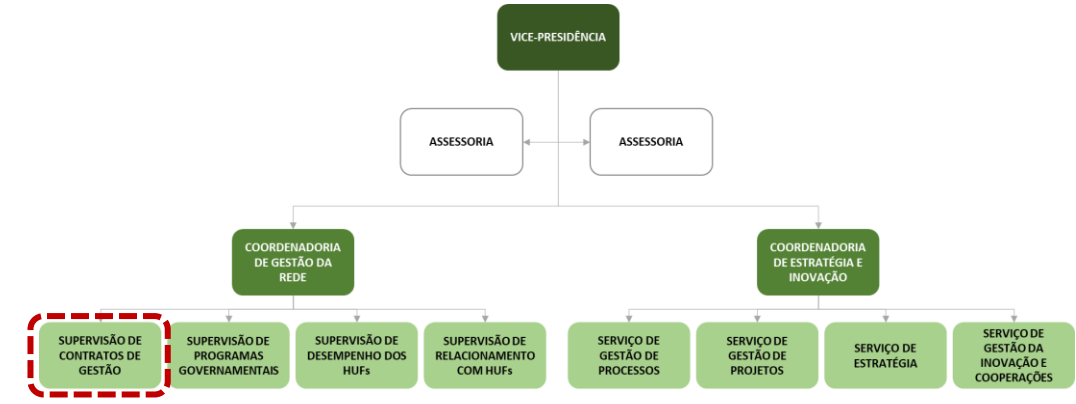 VICE-PRESIDÊNCIA
ASSESSORIA
ASSESSORIA
COORDENADORIA
DE GESTÃO DA
REDE
COORDENADORIA
DE ESTRATÉGIA E
INOVAÇÃO
SUPERVISÃO DE
CONTRATOS DE
GESTÃO
SUPERVISÃO DE
PROGRAMAS
GOVERNAMENTAIS
SUPERVISÃO DE
DESEMPENHO DOS
HUFs
SUPERVISÃO DE
RELACIONAMENTO
COM HUFs
SERVIÇO DE
GESTÃO DE
PROCESSOS
SERVIÇO DE
GESTÃO DE
PROJETOS
SERVIÇO DE
ESTRATÉGIA
SERVIÇO DE
GESTÃO DA
INOVAÇÃO E
COOPERAÇÕES